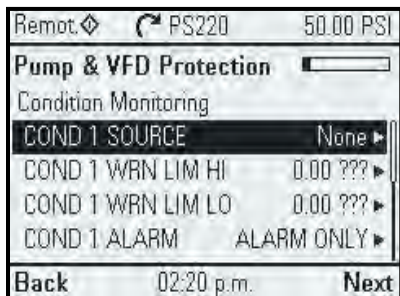 Remot. PS220 50.00 PSI
Pump & VFD Protection
Condition Monitoring
COND 1 SOURCE None
COND 1 WRN LIM HI 0.00 ???
COND 1 WRN LIM LO 0.00 ???
COND 1 ALARM ALARM ONLY
Back 02:20 p.m. Next